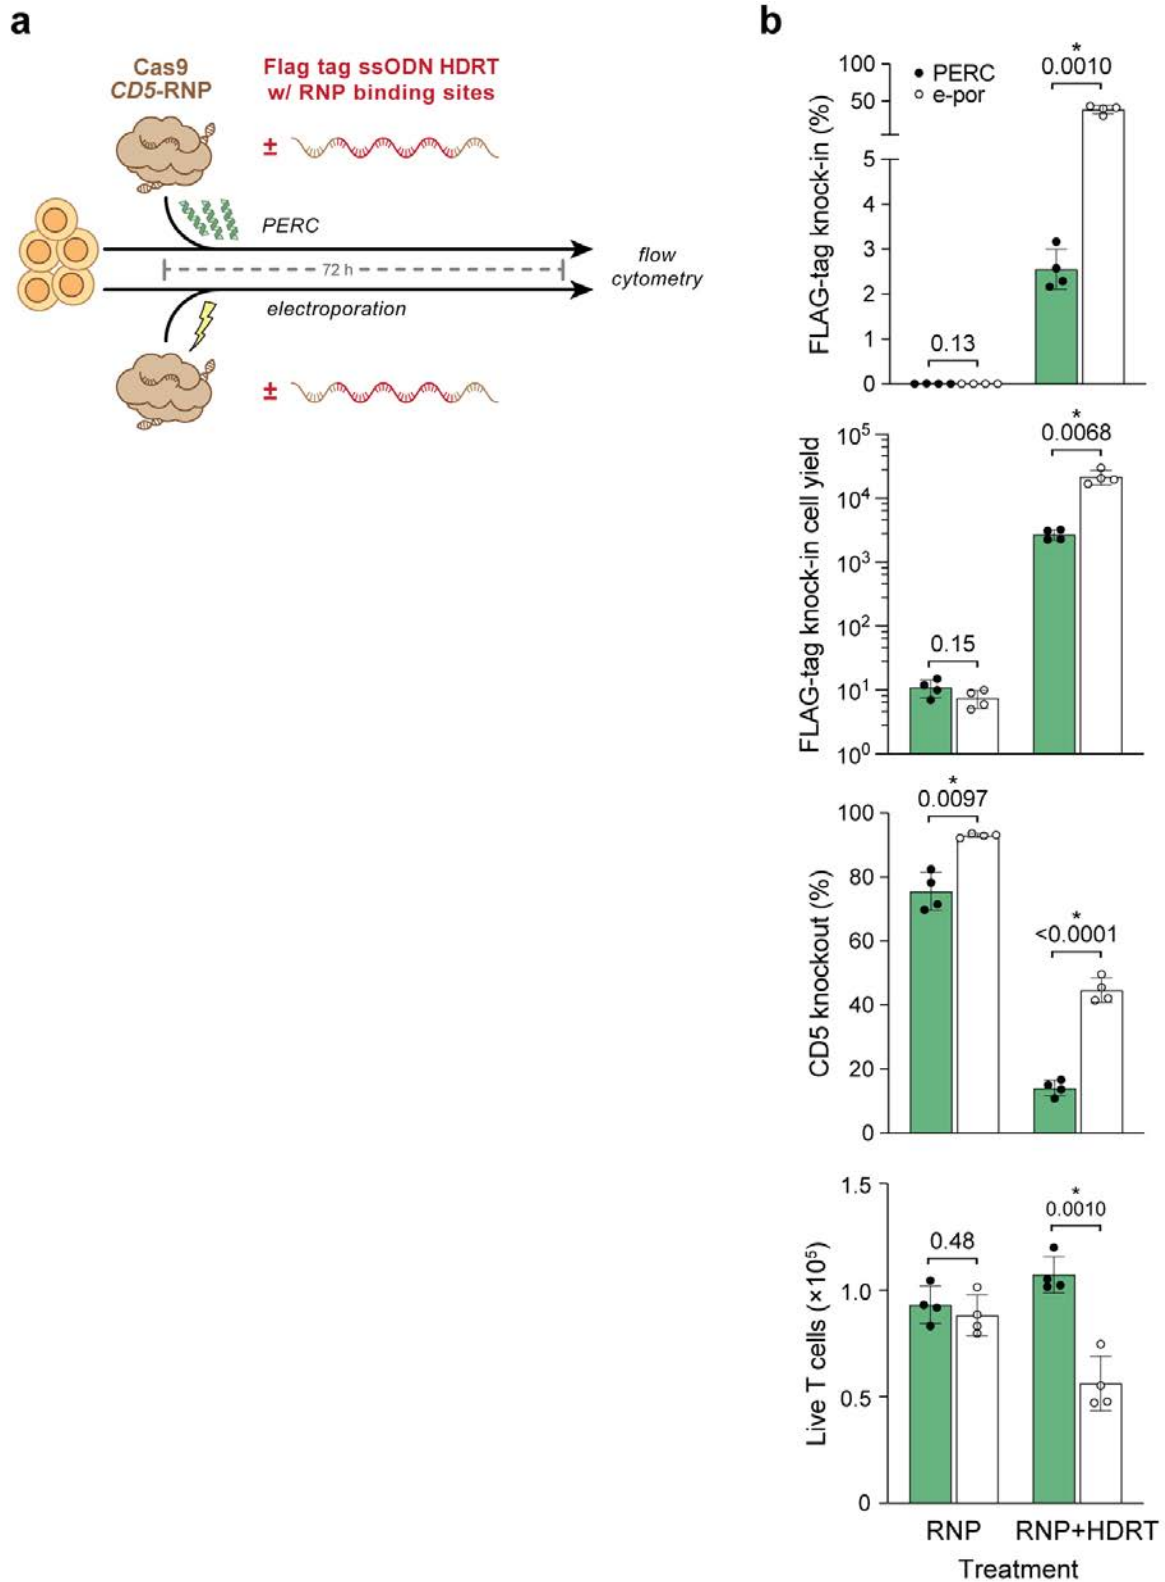 a
Cas9
CD5-RNP
Flag tag ssODN HDRT
w/ RNP binding sites
±
PERC
72 h
flow
cytometry
electroporation
±
b
PERC
e-por
FLAG-tag knock-in (%)
100
50
5
4
3
2
1
0
0.13
*
0.0010
FLAG-tag knock-in cell yield
10⁵
10⁴
10³
10²
10¹
10⁰
0.15
*
0.0068
CD5 knockout (%)
100
80
60
40
20
0
*
0.0097
*
<0.0001
Live T cells (×10⁵)
1.5
1.0
0.5
0
0.48
*
0.0010
RNP
RNP+HDRT
Treatment